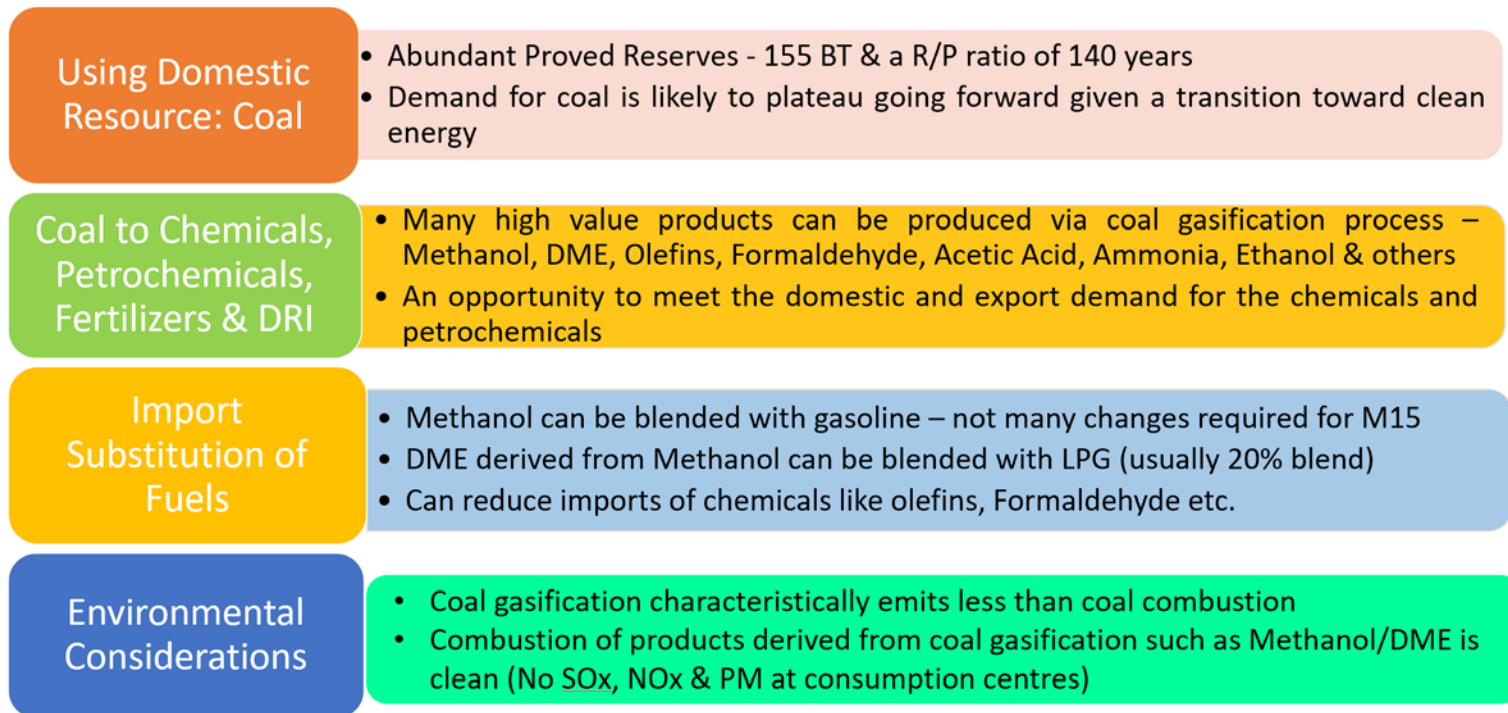 Using Domestic
Resource: Coal
• Abundant Proved Reserves - 155 BT & a R/P ratio of 140 years
• Demand for coal is likely to plateau going forward given a transition toward clean
energy
Coal to Chemicals,
Petrochemicals,
Fertilizers & DRI
• Many high value products can be produced via coal gasification process –
Methanol, DME, Olefins, Formaldehyde, Acetic Acid, Ammonia, Ethanol & others
• An opportunity to meet the domestic and export demand for the chemicals and
petrochemicals
Import
Substitution of
Fuels
• Methanol can be blended with gasoline – not many changes required for M15
• DME derived from Methanol can be blended with LPG (usually 20% blend)
• Can reduce imports of chemicals like olefins, Formaldehyde etc.
Environmental
Considerations
• Coal gasification characteristically emits less than coal combustion
• Combustion of products derived from coal gasification such as Methanol/DME is
clean (No SOx, NOx & PM at consumption centres)